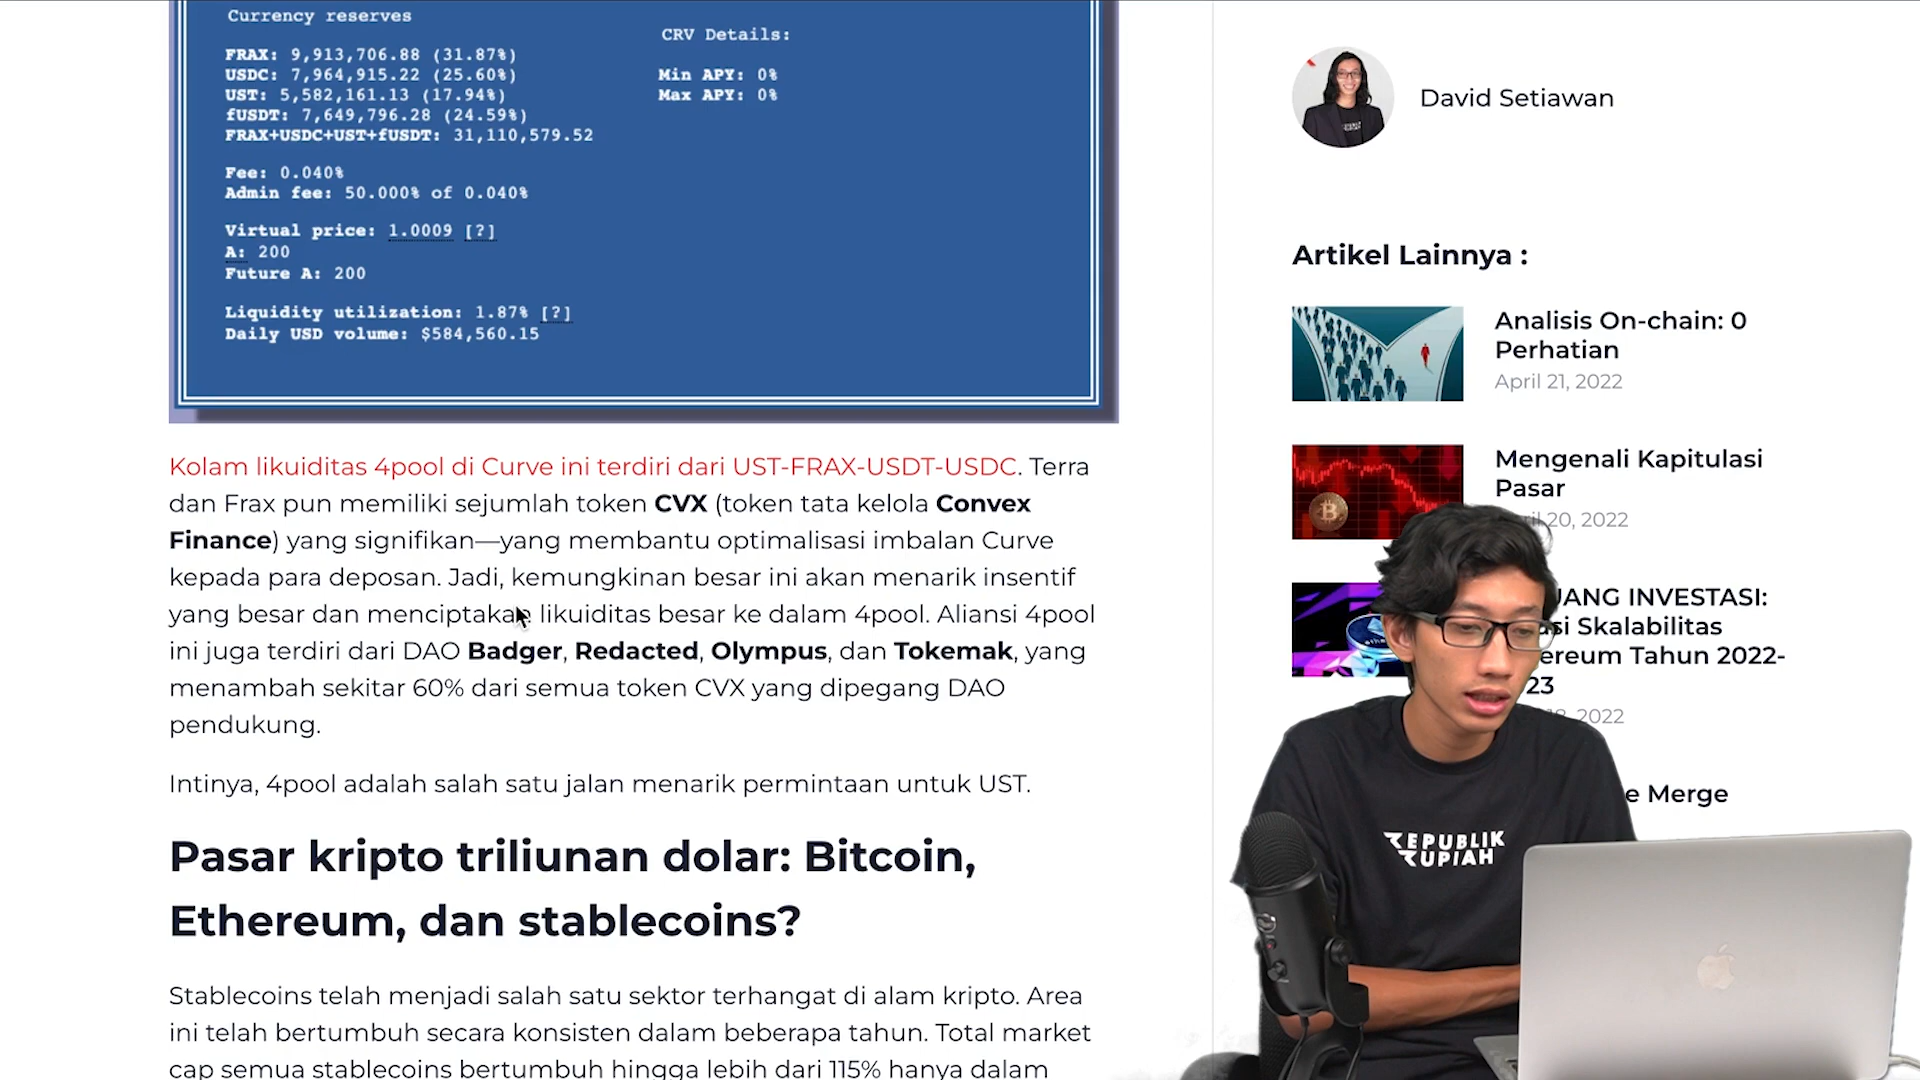 Currency reserves
FRAX: 9,913,706.88 (31.87%)
USDC: 7,964,915.22 (25.60%)
UST: 5,582,161.13 (17.94%)
fUSDT: 7,649,796.28 (24.59%)
FRAX+USDC+UST+fUSDT: 31,110,579.52
Fee: 0.040%
Admin fee: 50.000% of 0.040%
Virtual price: 1.0009 [?]
A: 200
Future A: 200
Liquidity utilization: 1.87% [?]
Daily USD volume: $584,560.15
CRV Details:
Min APY: 0%
Max APY: 0%
Kolam likuiditas 4pool di Curve ini terdiri dari UST-FRAX-USDT-USDC. Terra
dan Frax pun memiliki sejumlah token CVX (token tata kelola Convex
Finance) yang signifikan—yang membantu optimalisasi imbalan Curve
kepada para deposan. Jadi, kemungkinan besar ini akan menarik insentif
yang besar dan menciptakan likuiditas besar ke dalam 4pool. Aliansi 4pool
ini juga terdiri dari DAO Badger, Redacted, Olympus, dan Tokemak, yang
menambah sekitar 60% dari semua token CVX yang dipegang DAO
pendukung.
Intinya, 4pool adalah salah satu jalan menarik permintaan untuk UST.
Pasar kripto triliunan dolar: Bitcoin,
Ethereum, dan stablecoins?
Stablecoins telah menjadi salah satu sektor terhangat di alam kripto. Area
ini telah bertumbuh secara konsisten dalam beberapa tahun. Total market
cap semua stablecoins bertumbuh hingga lebih dari 115% hanya dalam
David Setiawan
Artikel Lainnya :
Analisis On-chain: 0
Perhatian
April 21, 2022
Mengenali Kapitulasi
Pasar
20, 2022
INVESTASI:
Skalabilitas
Tahun 2022-
23
2022
Merge
REPUBLIK
RUPIAH